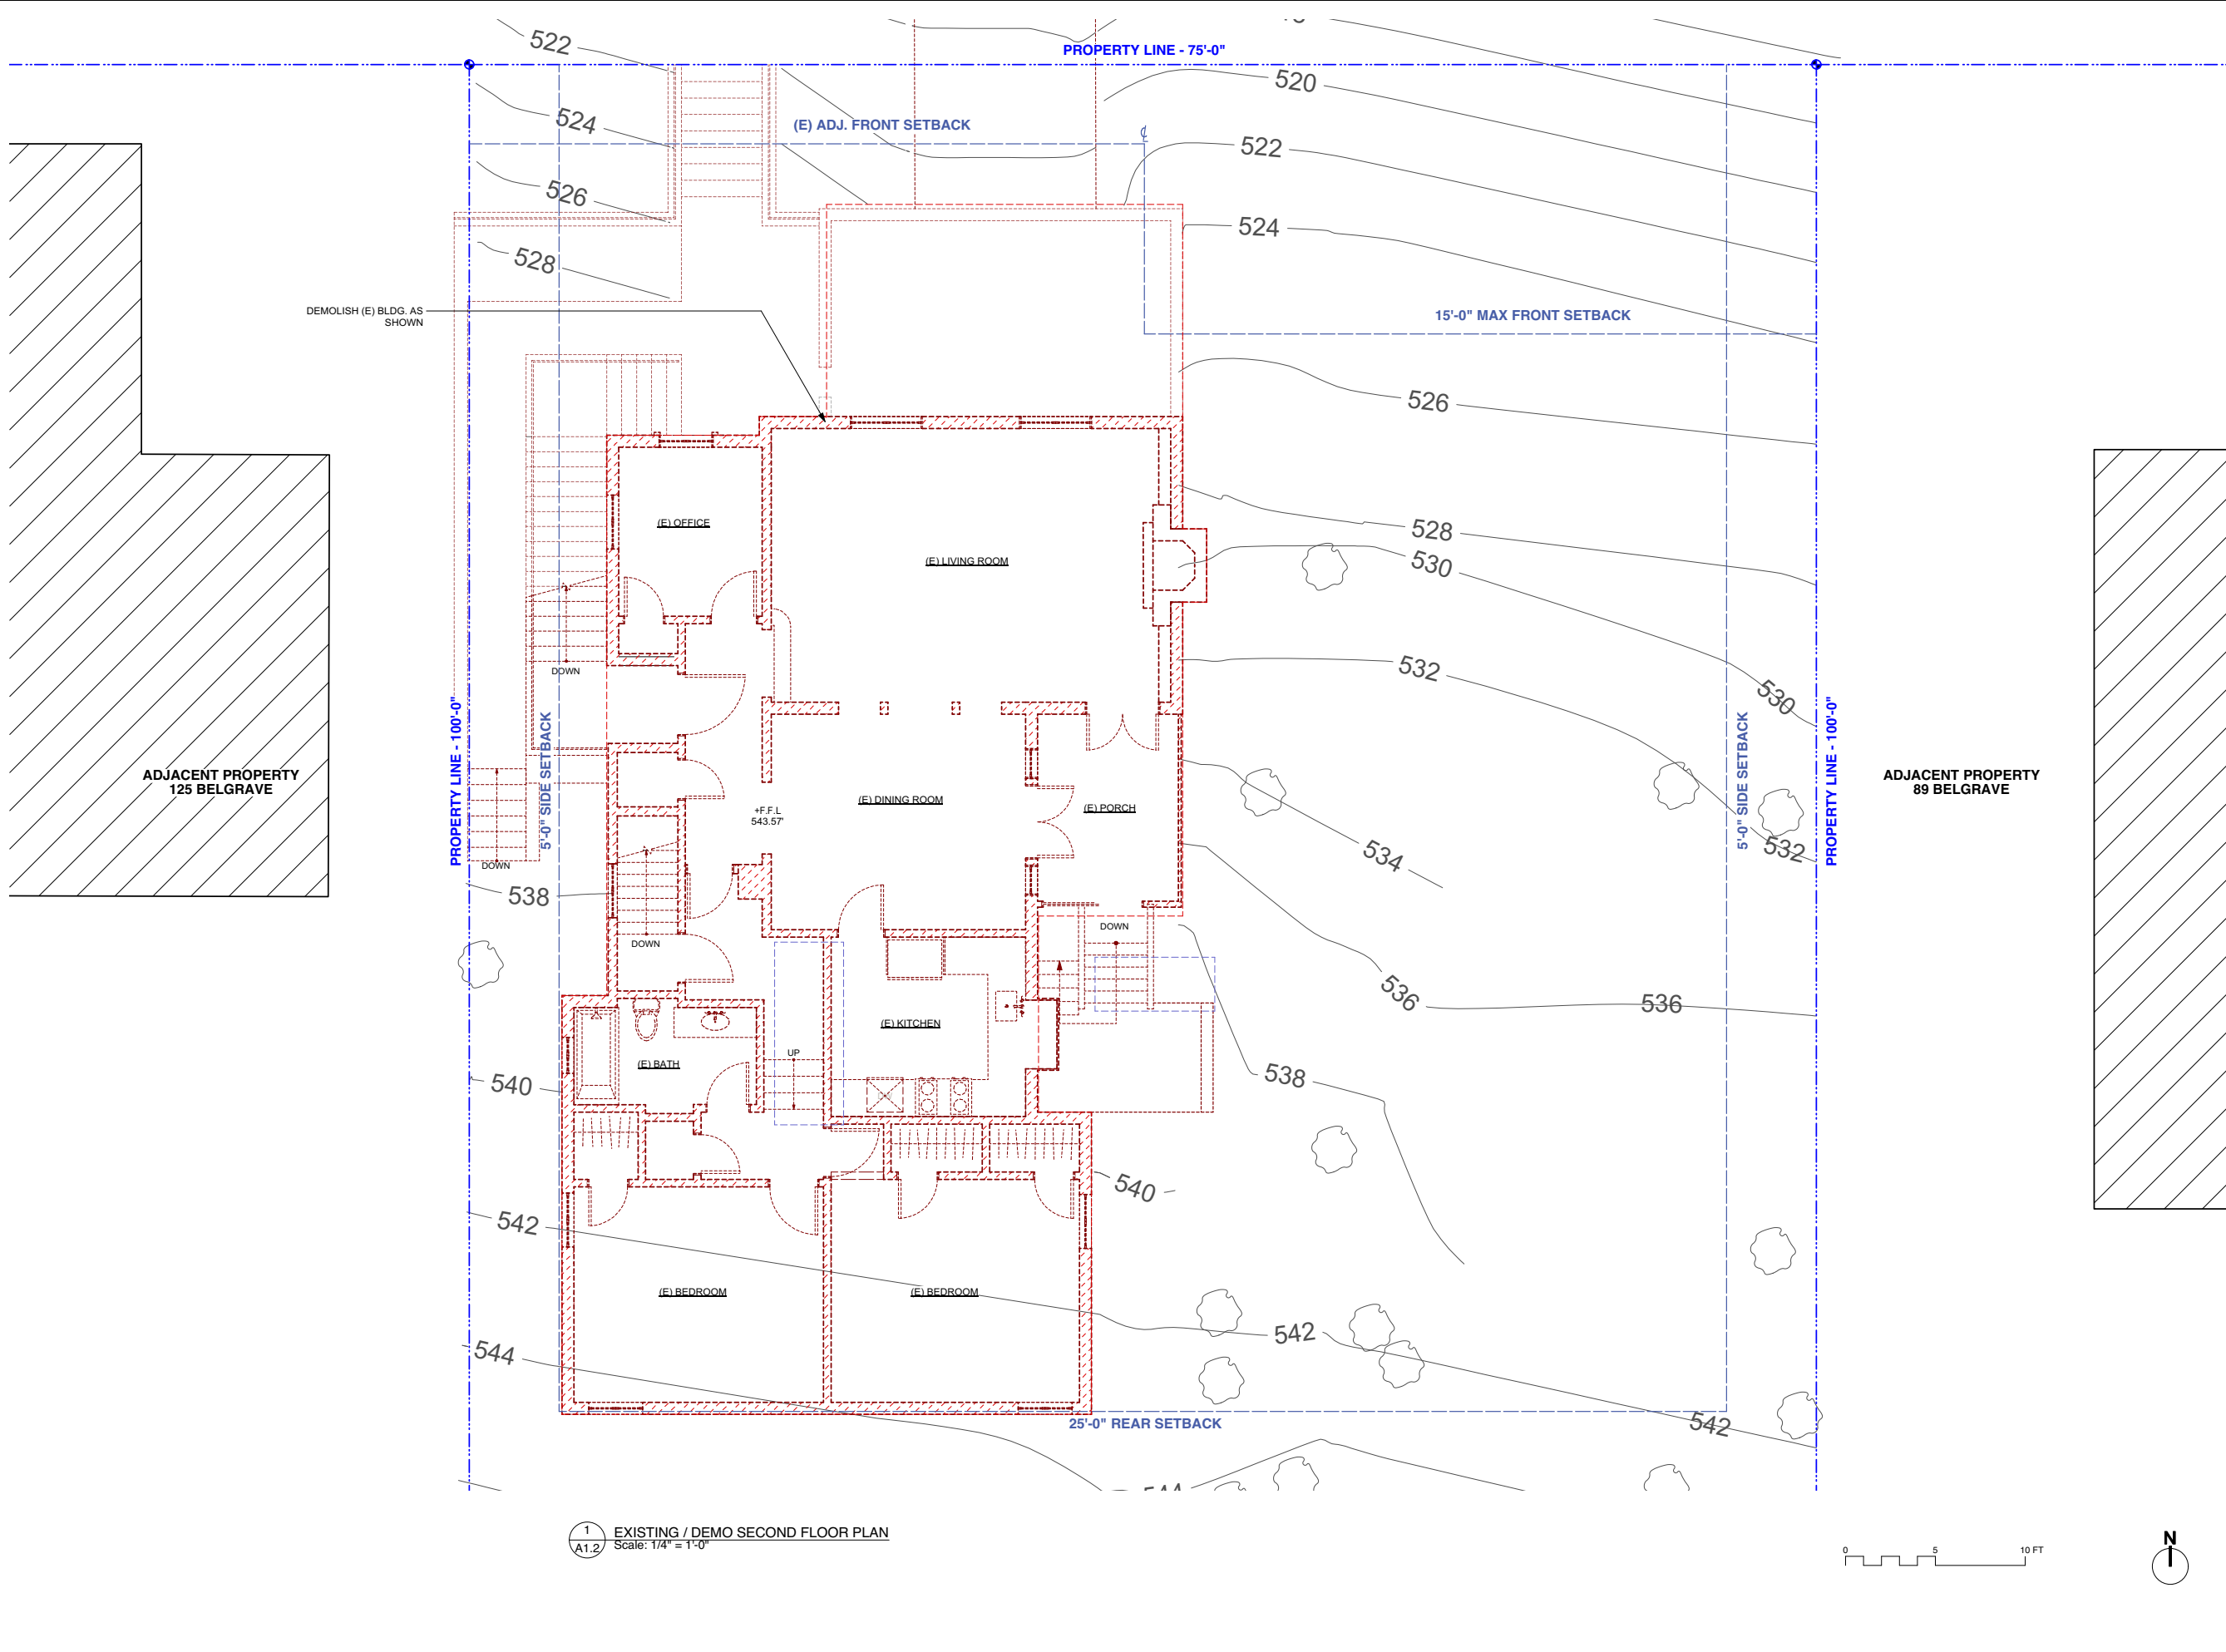 522
PROPERTY LINE - 75'-0"
520
524
(E) ADJ. FRONT SETBACK
℄
522
526
524
528
DEMOLISH (E) BLDG. AS
SHOWN
15'-0" MAX FRONT SETBACK
526
(E) OFFICE
528
(E) LIVING ROOM
530
DOWN
532
530
PROPERTY LINE - 100'-0"
5'-0" SIDE SETBACK
5'-0" SIDE SETBACK
PROPERTY LINE - 100'-0"
ADJACENT PROPERTY
125 BELGRAVE
ADJACENT PROPERTY
89 BELGRAVE
(E) DINING ROOM
+F.F.L
543.57'
(E) PORCH
534
532
DOWN
538
DOWN
DOWN
536
536
(E) KITCHEN
UP
(E) BATH
540
538
540
542
(E) BEDROOM
(E) BEDROOM
542
544
25'-0" REAR SETBACK
542
1
A1.2
EXISTING / DEMO SECOND FLOOR PLAN
Scale: 1/4" = 1'-0"
0 5 10 FT
N